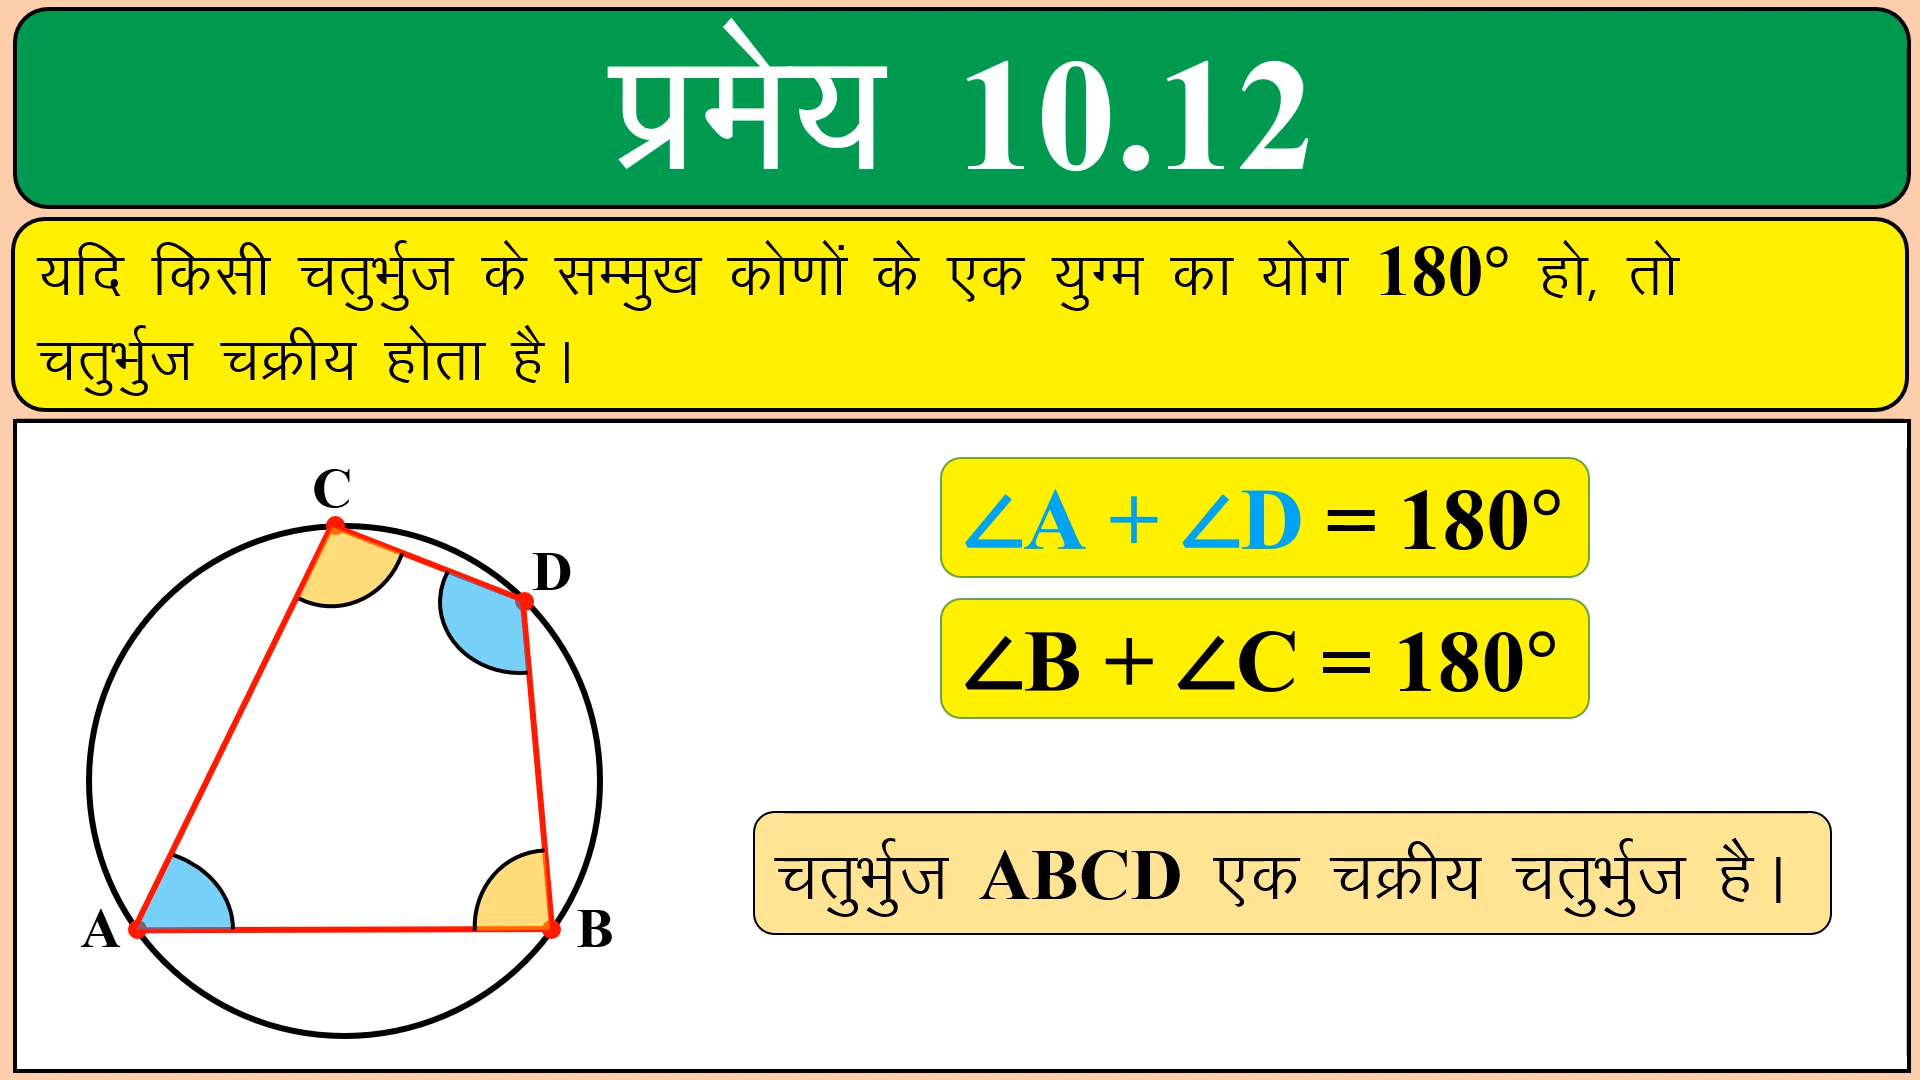 प्रमेय 10.12
यदि किसी चतुर्भुज के सम्मुख कोणों के एक युग्म का योग 180° हो, तो
चतुर्भुज चक्रीय होता है।
C
D
∠A + ∠D = 180°
∠B + ∠C = 180°
चतुर्भुज ABCD एक चक्रीय चतुर्भुज है।
A
B